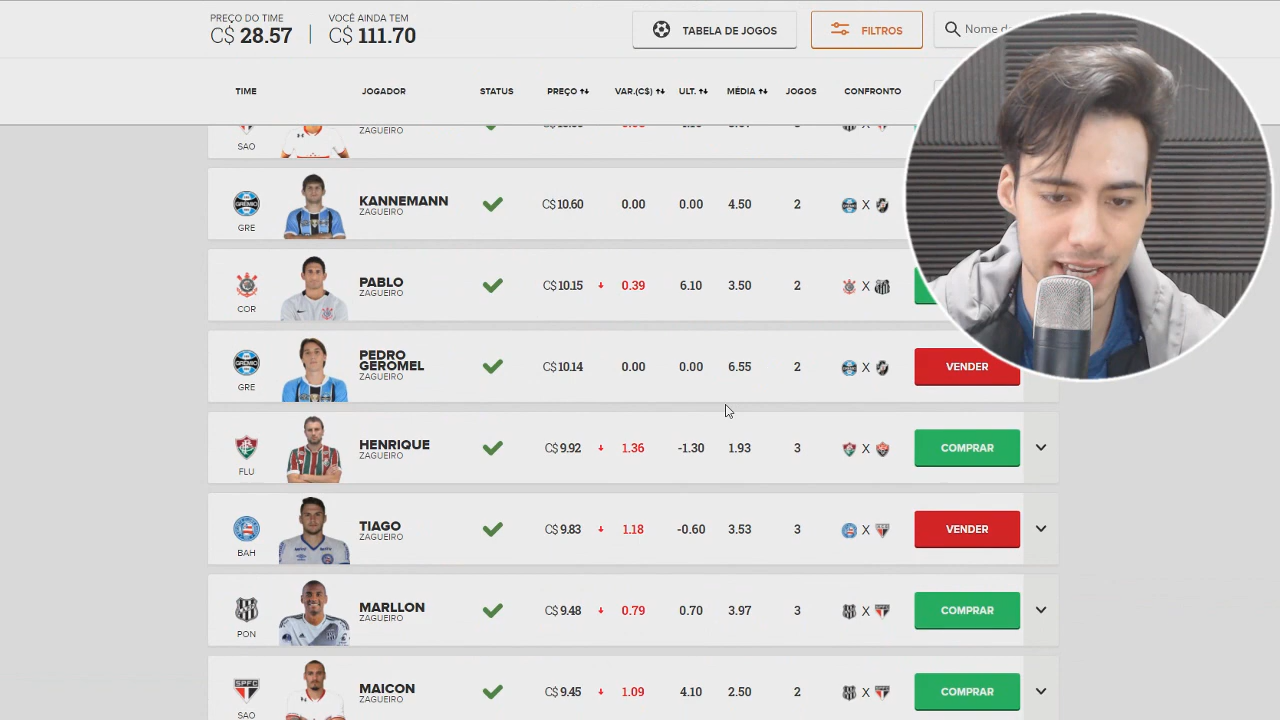 PREÇO DO TIME
C$ 28.57
VOCÊ AINDA TEM
C$ 111.70
TABELA DE JOGOS
FILTROS
TIME JOGADOR STATUS PREÇO VAR.(C$) ULT. MÉDIA JOGOS CONFRONTO
SAO ZAGUEIRO
KANNEMANN
ZAGUEIRO
GRE
C$ 10.60 0.00 0.00 4.50 2 X
PABLO
ZAGUEIRO
COR
C$ 10.15 0.39 6.10 3.50 2 X
PEDRO
GEROMEL
ZAGUEIRO
GRE
C$ 10.14 0.00 0.00 6.55 2 X VENDER
HENRIQUE
ZAGUEIRO
FLU
C$ 9.92 1.36 -1.30 1.93 3 X COMPRAR
TIAGO
ZAGUEIRO
BAH
C$ 9.83 1.18 -0.60 3.53 3 X VENDER
MARLLON
ZAGUEIRO
PON
C$ 9.48 0.79 0.70 3.97 3 X COMPRAR
MAICON
ZAGUEIRO
SAO
C$ 9.45 1.09 4.10 2.50 2 X COMPRAR